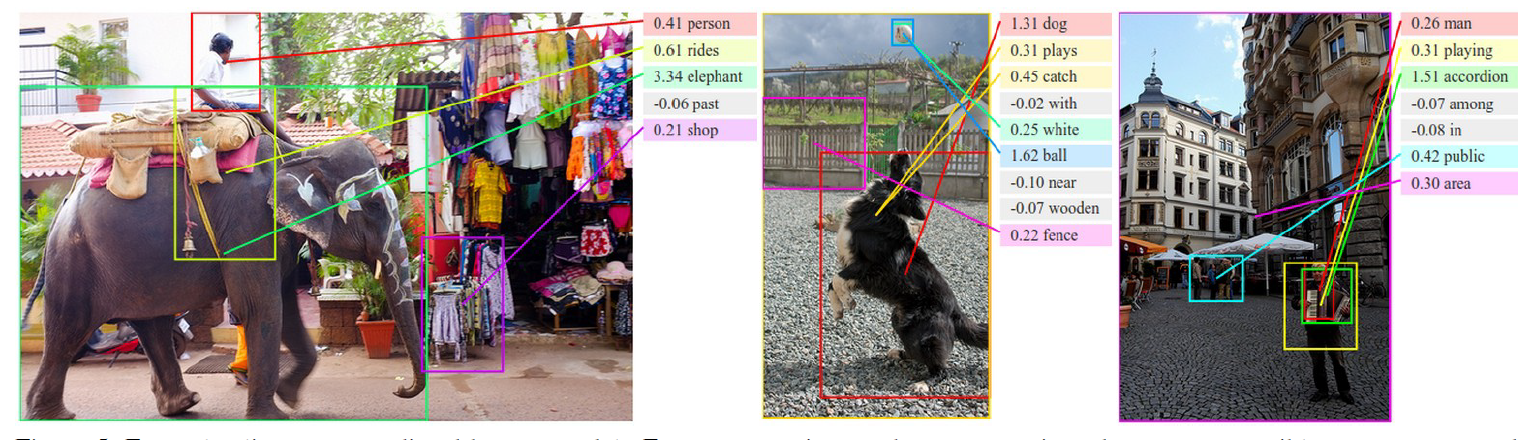 0.41 person
0.61 rides
3.34 elephant
-0.06 past
0.21 shop
1.31 dog
0.31 plays
0.45 catch
-0.02 with
0.25 white
1.62 ball
-0.10 near
-0.07 wooden
0.22 fence
0.26 man
0.31 playing
1.51 accordion
-0.07 among
-0.08 in
0.42 public
0.30 area